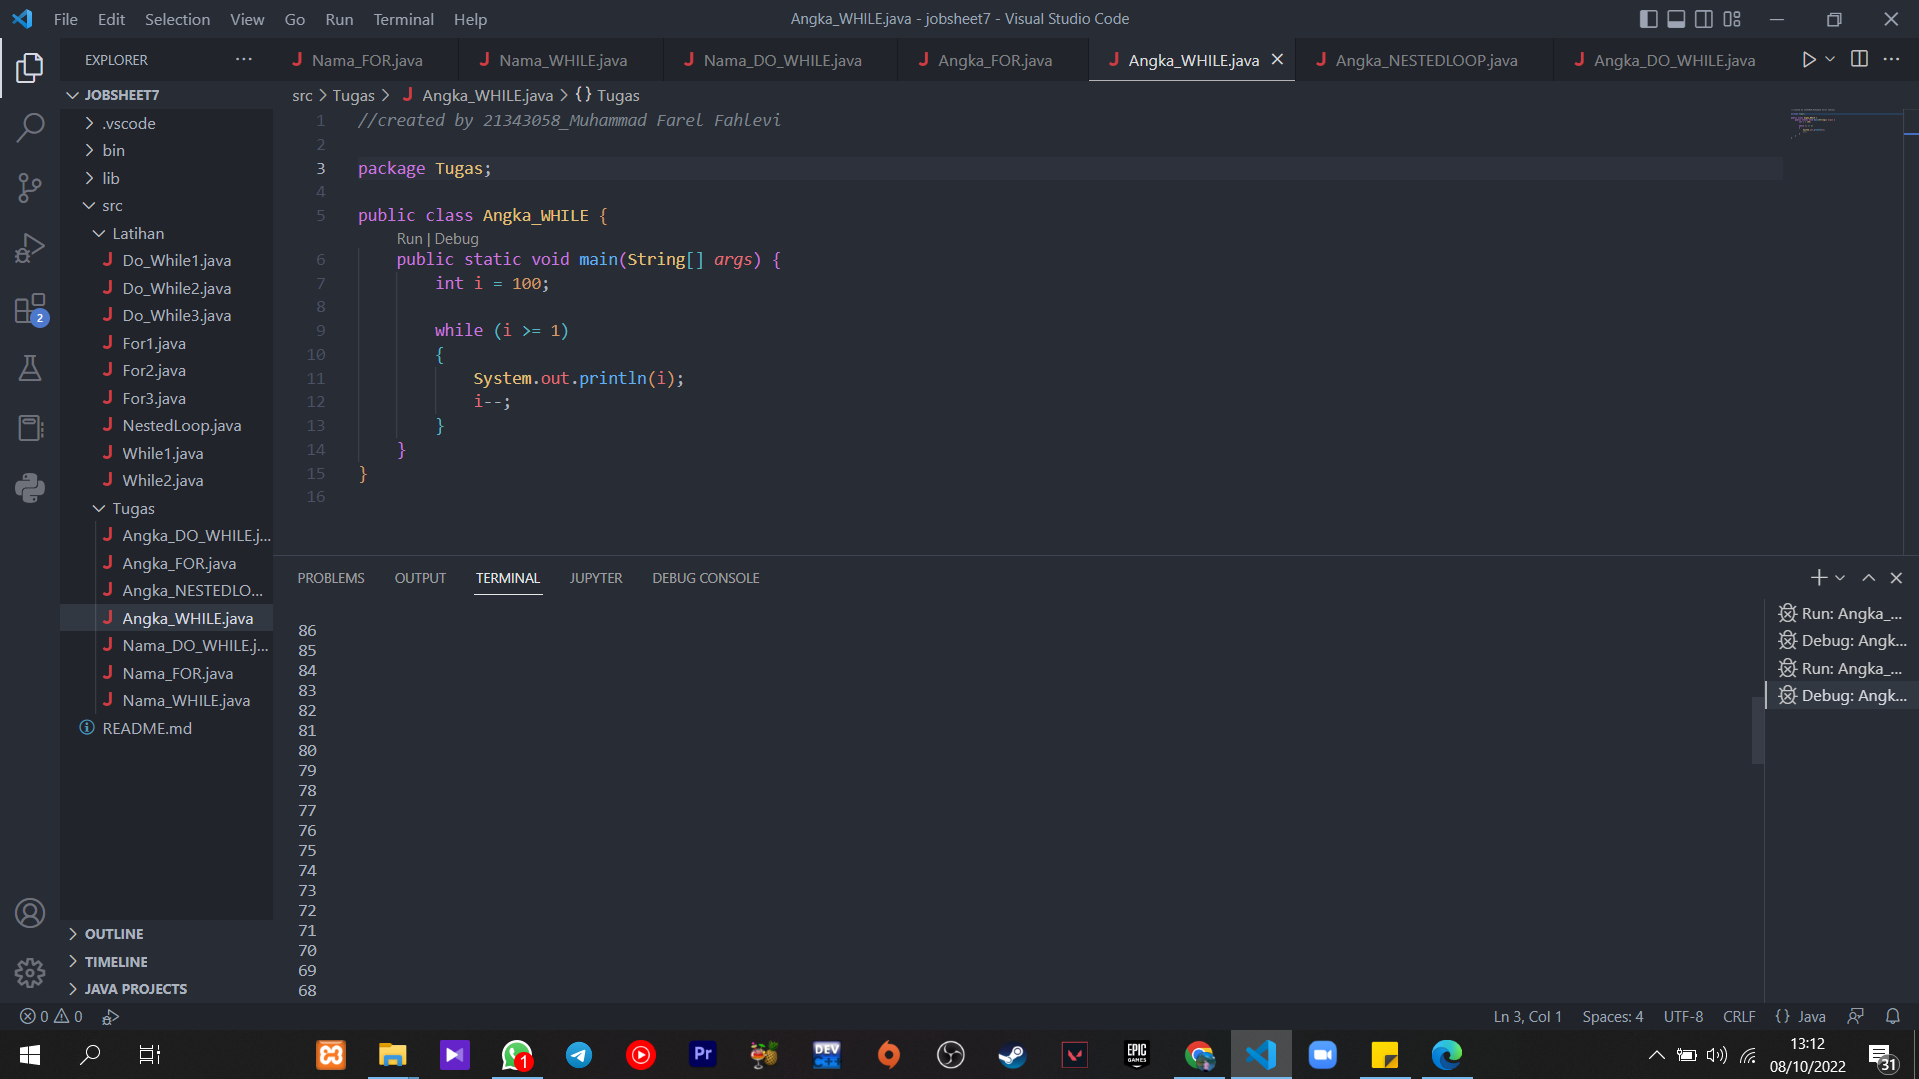 File Edit Selection View Go Run Terminal Help
Angka_WHILE.java - jobsheet7 - Visual Studio Code
EXPLORER
Nama_FOR.java
Nama_WHILE.java
Nama_DO_WHILE.java
Angka_FOR.java
Angka_WHILE.java
Angka_NESTEDLOOP.java
Angka_DO_WHILE.java
JOBSHEET7
.vscode
bin
lib
src
Latihan
Do_While1.java
Do_While2.java
Do_While3.java
For1.java
For2.java
For3.java
NestedLoop.java
While1.java
While2.java
Tugas
Angka_DO_WHILE.j...
Angka_FOR.java
Angka_NESTEDLO...
Angka_WHILE.java
Nama_DO_WHILE.j...
Nama_FOR.java
Nama_WHILE.java
README.md
OUTLINE
TIMELINE
JAVA PROJECTS
2
src > Tugas > Angka_WHILE.java > {} Tugas
1 //created by 21343058_Muhammad Farel Fahlevi
2
3 package Tugas;
4
5 public class Angka_WHILE {
Run | Debug
6 public static void main(String[] args) {
7 int i = 100;
8
9 while (i >= 1)
10 {
11 System.out.println(i);
12 i--;
13 }
14 }
15 }
16
PROBLEMS OUTPUT TERMINAL JUPYTER DEBUG CONSOLE
86
85
84
83
82
81
80
79
78
77
76
75
74
73
72
71
70
69
68
Run: Angka_...
Debug: Angk...
Run: Angka_...
Debug: Angk...
0 0
Ln 3, Col 1 Spaces: 4 UTF-8 CRLF {} Java
1
Pr
DEV
C++
EPIC
GAMES
13:12
08/10/2022
31